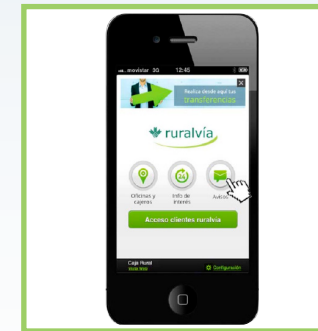 movistar 3G 12:45
Realiza desde aquí tus
transferencias
ruralvía
Oficinas y
cajeros
Info de
interés
Avisos
Acceso clientes ruralvía
Caja Rural
Configuración